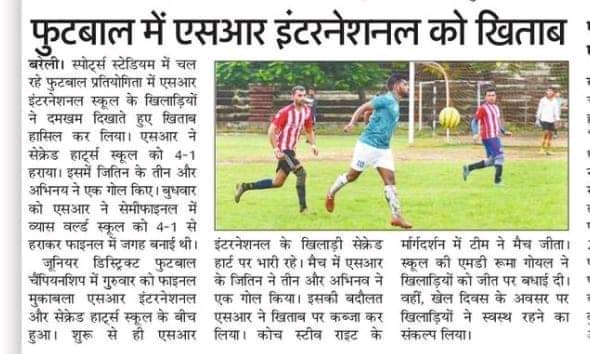 फुटबाल में एसआर इंटरनेशनल को खिताब
बरेली। स्पोर्ट्स स्टेडियम में चल
रहे फुटबाल प्रतियोगिता में एसआर
इंटरनेशनल स्कूल के खिलाड़ियों
ने दमखम दिखाते हुए खिताब
हासिल कर लिया। एसआर ने
सेक्रेड हार्ट्स स्कूल को 4-1
हराया। इसमें जितिन के तीन और
अभिनय ने एक गोल किए। बुधवार
को एसआर ने सेमीफाइनल में
व्यास वर्ल्ड स्कूल को 4-1 से
हराकर फाइनल में जगह बनाई थी।
जूनियर डिस्ट्रिक्ट फुटबाल
चैंपियनशिप में गुरुवार को फाइनल
मुकाबला एसआर इंटरनेशनल
और सेक्रेड हार्ट्स स्कूल के बीच
हुआ। शुरू से ही एसआर
इंटरनेशनल के खिलाड़ी सेक्रेड
हार्ट पर भारी रहे। मैच में एसआर
के जितिन ने तीन और अभिनव ने
एक गोल किया। इसकी बदौलत
एसआर ने खिताब पर कब्जा कर
लिया। कोच स्टीव राइट के
मार्गदर्शन में टीम ने मैच जीता।
स्कूल की एमडी रूमा गोयल ने
खिलाड़ियों को जीत पर बधाई दी।
वहीं, खेल दिवस के अवसर पर
खिलाड़ियों ने स्वस्थ रहने का
संकल्प लिया।